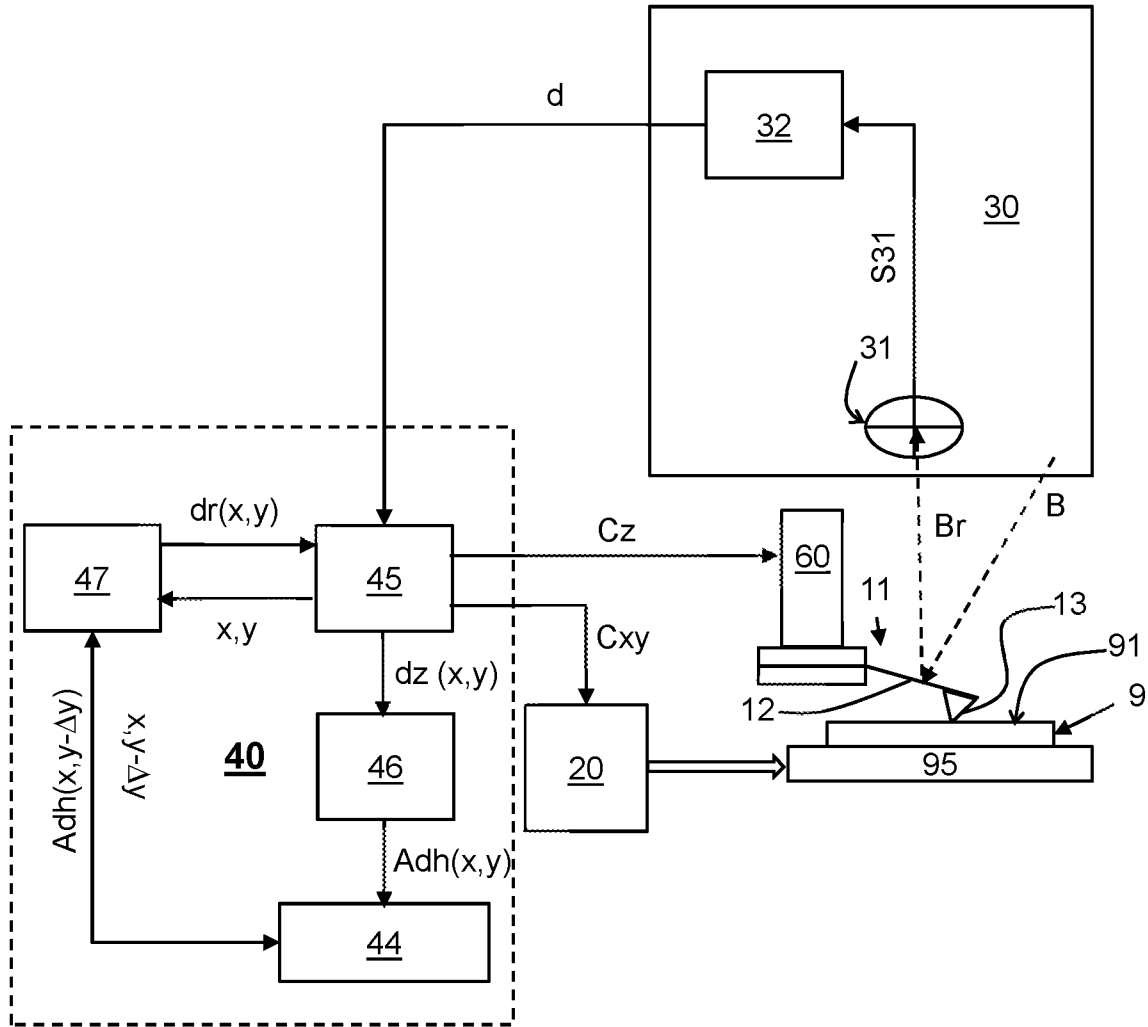 d
32
30
S31
31
B
Br
dr(x,y)
Cz
60
47
45
11
13
x,y
Cxy
91
dz (x,y)
12
9
Adh(x,y-Δy)
x,y-Δy
40
46
20
95
Adh(x,y)
44